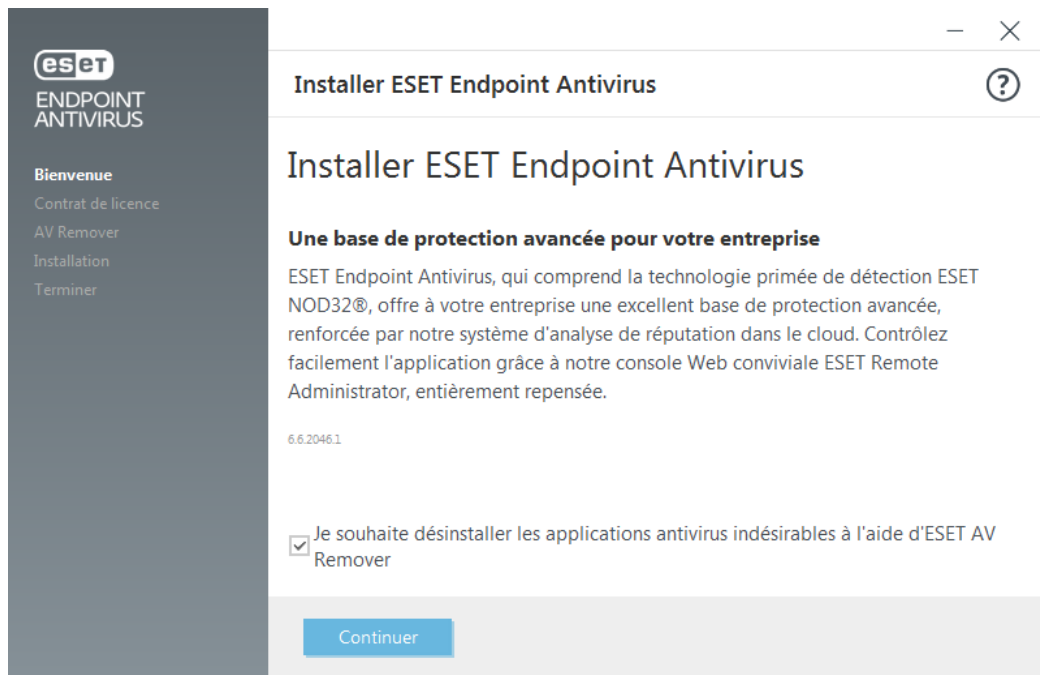 eset
ENDPOINT
ANTIVIRUS
Bienvenue
Contrat de licence
AV Remover
Installation
Terminer
Installer ESET Endpoint Antivirus
?
Installer ESET Endpoint Antivirus
Une base de protection avancée pour votre entreprise
ESET Endpoint Antivirus, qui comprend la technologie primée de détection ESET
NOD32®, offre à votre entreprise une excellent base de protection avancée,
renforcée par notre système d'analyse de réputation dans le cloud. Contrôlez
facilement l'application grâce à notre console Web conviviale ESET Remote
Administrator, entièrement repensée.
6.6.2046.1
Je souhaite désinstaller les applications antivirus indésirables à l'aide d'ESET AV
Remover
Continuer